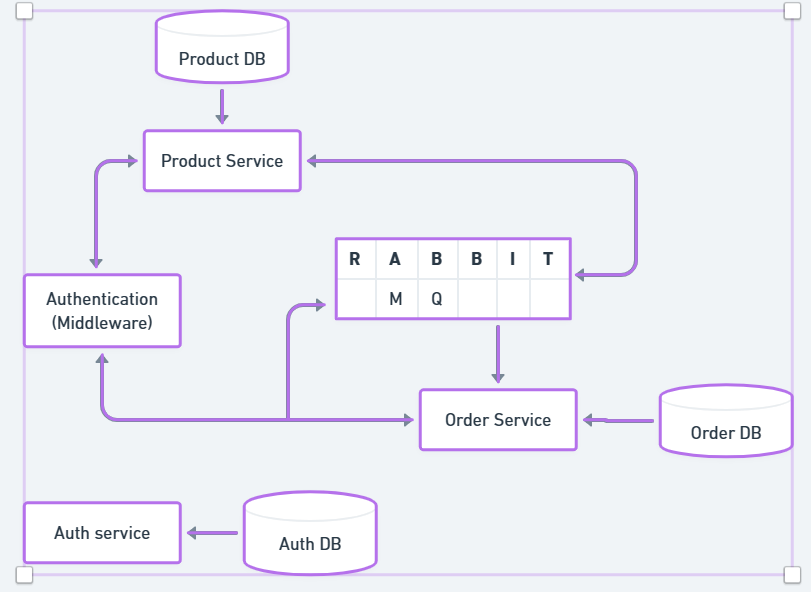 Product DB
Product Service
R A B B I T
M Q
Authentication
(Middleware)
Order Service
Order DB
Auth service
Auth DB